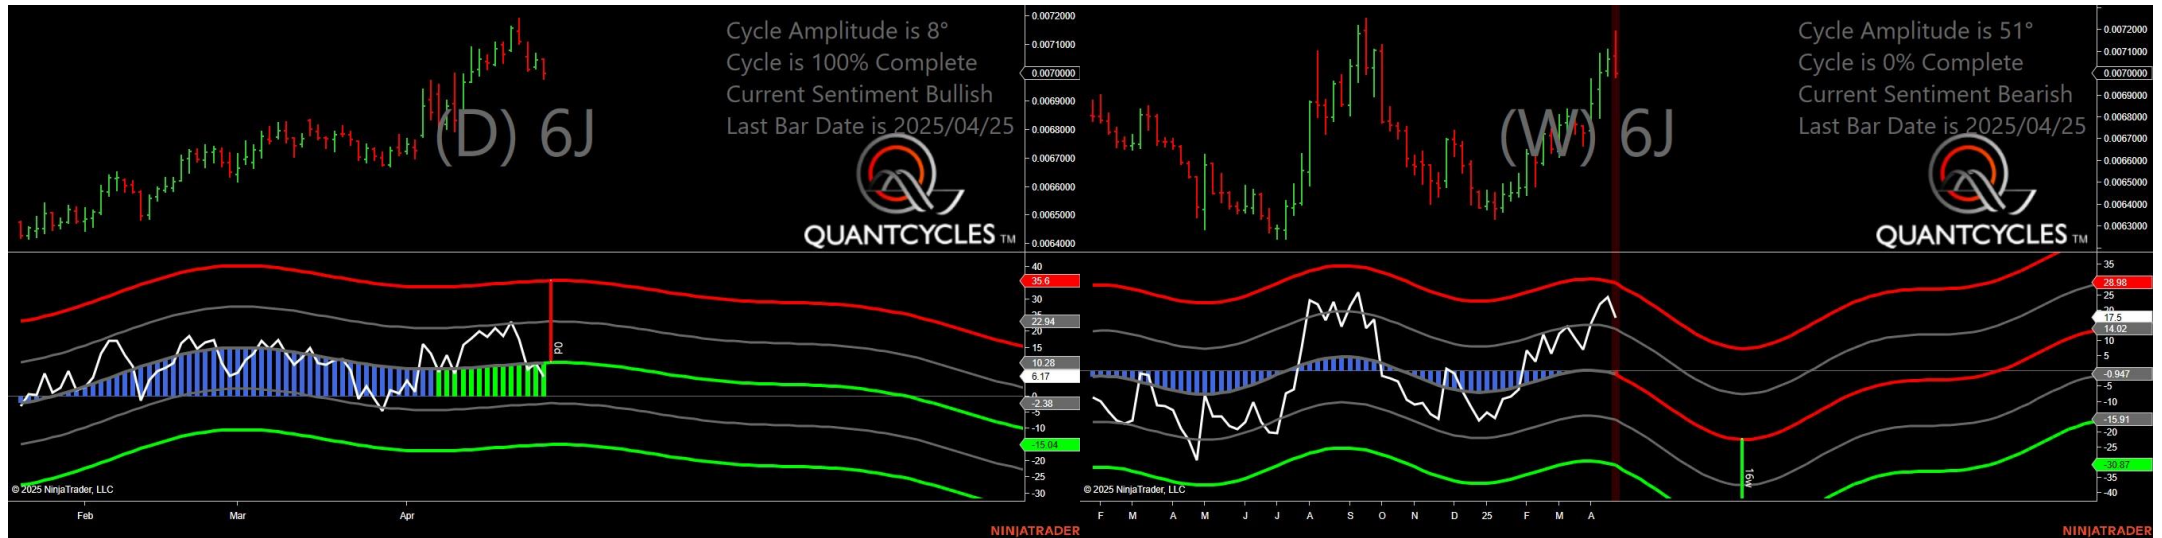 Cycle Amplitude is 8°
Cycle is 100% Complete
Current Sentiment Bullish
Last Bar Date is 2025/04/25
(D) 6J
QUANTCYCLES TM
0.0072000
0.0071000
0.0070000
0.0069000
0.0068000
0.0067000
0.0066000
0.0065000
0.0064000
40
35.6
30
22.94
20
15
10.28
6.17
0
-2.38
-5
-10
-15.04
-20
-25
-30
0d
© 2025 NinjaTrader, LLC
Feb
Mar
Apr
NINJATRADER
Cycle Amplitude is 51°
Cycle is 0% Complete
Current Sentiment Bearish
Last Bar Date is 2025/04/25
(W) 6J
QUANTCYCLES TM
0.0072000
0.0071000
0.0070000
0.0069000
0.0068000
0.0067000
0.0066000
0.0065000
0.0064000
0.0063000
35
28.98
25
17.5
14.02
10
5
-0.947
-5
-10
-15.91
-20
-25
-30.87
-35
-40
16w
© 2025 NinjaTrader, LLC
F
M
A
M
J
J
A
S
O
N
D
25
F
M
A
NINJATRADER